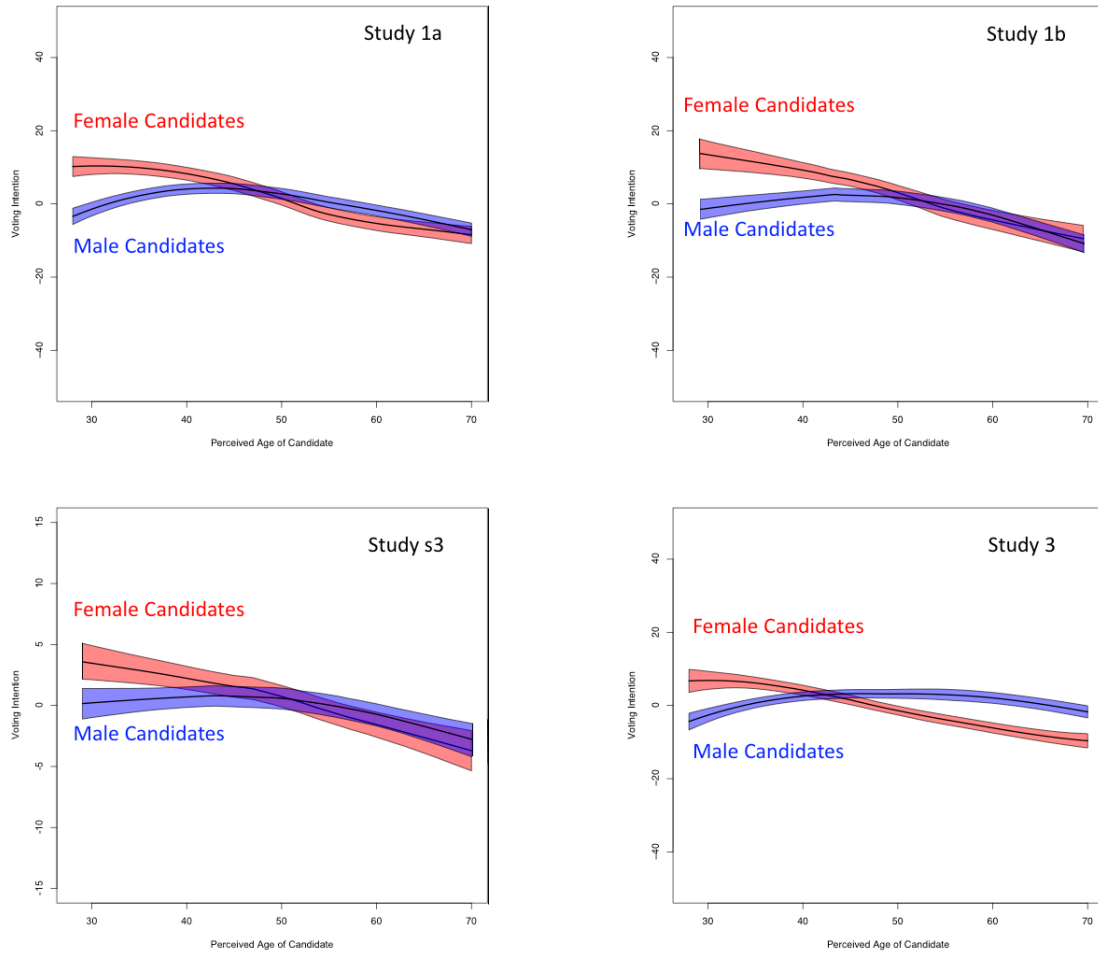 Study 1a
40
20
0
-20
-40
Voting Intention
Female Candidates
Male Candidates
30 40 50 60 70
Perceived Age of Candidate
Study 1b
40
20
0
-20
-40
Voting Intention
Female Candidates
Male Candidates
30 40 50 60 70
Perceived Age of Candidate
Study s3
15
10
5
0
-5
-10
-15
Voting Intention
Female Candidates
Male Candidates
30 40 50 60 70
Perceived Age of Candidate
Study 3
40
20
0
-20
-40
Voting Intention
Female Candidates
Male Candidates
30 40 50 60 70
Perceived Age of Candidate